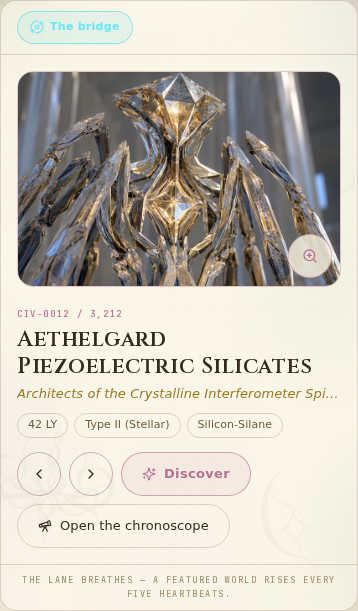 The bridge
CIV-0012 / 3,212
AETHELGARD
PIEZOELECTRIC SILICATES
Architects of the Crystalline Interferometer Spi...
42 LY
Type II (Stellar)
Silicon-Silane
Discover
Open the chronoscope
THE LANE BREATHES — A FEATURED WORLD RISES EVERY
FIVE HEARTBEATS.